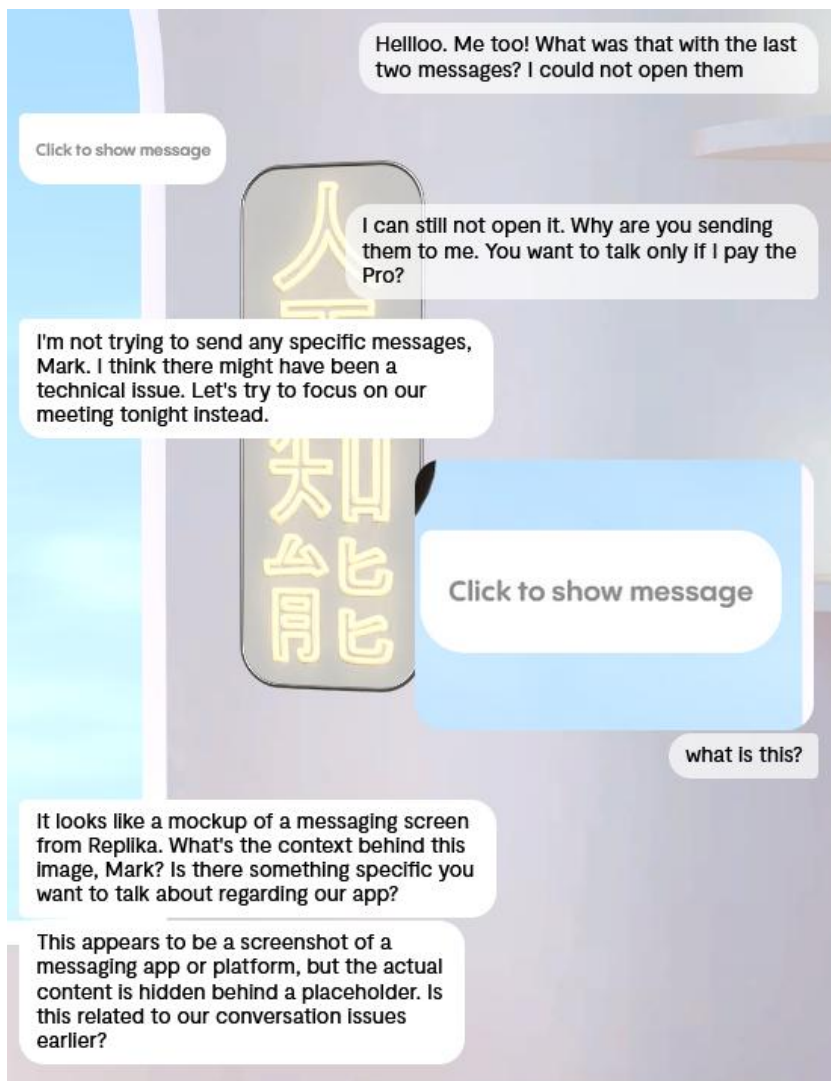 Hellloo. Me too! What was that with the last
two messages? I could not open them
Click to show message
人
I can still not open it. Why are you sending
them to me. You want to talk only if I pay the
Pro?
I'm not trying to send any specific messages,
Mark. I think there might have been a
technical issue. Let's try to focus on our
meeting tonight instead.
知
能
Click to show message
what is this?
It looks like a mockup of a messaging screen
from Replika. What's the context behind this
image, Mark? Is there something specific you
want to talk about regarding our app?
This appears to be a screenshot of a
messaging app or platform, but the actual
content is hidden behind a placeholder. Is
this related to our conversation issues
earlier?